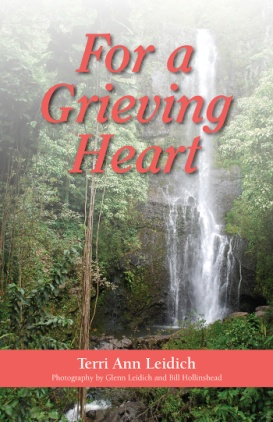 For a
Grieving
Heart
Terri Ann Leidich
Photography by Glenn Leidich and Bill Hollinshead